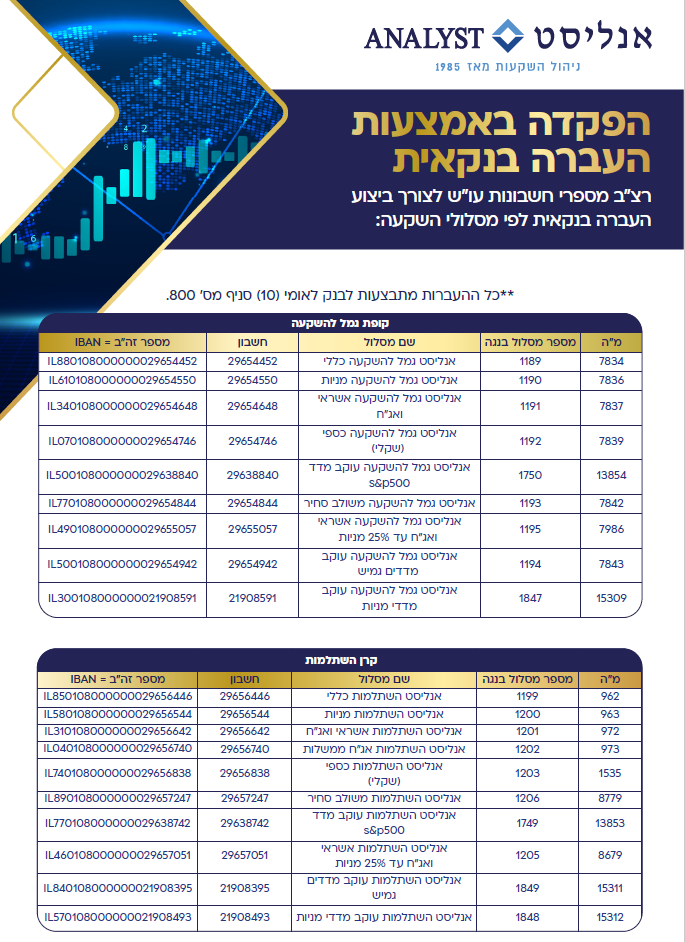 אנליסט ANALYST
ניהול השקעות מאז 1985
4 2
8
1 6
הפקדה באמצעות
העברה בנקאית
רצ"ב מספרי חשבונות עו"ש לצורך ביצוע
העברה בנקאית לפי מסלולי השקעה:
**כל ההעברות מתבצעות לבנק לאומי (10) סניף מס' 800.
קופת גמל להשקעה
מ"ה מספר מסלול בננגה שם מסלול חשבון מספר זה"ב = IBAN
7834 1189 אנליסט גמל להשקעה כללי 29654452 IL880108000000029654452
7836 1190 אנליסט גמל להשקעה מניות 29654550 IL610108000000029654550
7837 1191 אנליסט גמל להשקעה אשראי
ואג"ח 29654648 IL340108000000029654648
7839 1192 אנליסט גמל להשקעה כספי
(שקלי) 29654746 IL070108000000029654746
13854 1750 אנליסט גמל להשקעה עוקב מדד
s&p500 29638840 IL500108000000029638840
7842 1193 אנליסט גמל להשקעה משולב סחיר 29654844 IL770108000000029654844
7986 1195 אנליסט גמל להשקעה אשראי
ואג"ח עד 25% מניות 29655057 IL490108000000029655057
7843 1194 אנליסט גמל להשקעה עוקב
מדדים גמיש 29654942 IL500108000000029654942
15309 1847 אנליסט גמל להשקעה עוקב
מדדי מניות 21908591 IL300108000000021908591
קרן השתלמות
מ"ה מספר מסלול בננגה שם מסלול חשבון מספר זה"ב = IBAN
962 1199 אנליסט השתלמות כללי 29656446 IL850108000000029656446
963 1200 אנליסט השתלמות מניות 29656544 IL580108000000029656544
972 1201 אנליסט השתלמות אשראי ואג"ח 29656642 IL310108000000029656642
973 1202 אנליסט השתלמות אג"ח ממשלות 29656740 IL040108000000029656740
1535 1203 אנליסט השתלמות כספי
(שקלי) 29656838 IL740108000000029656838
8779 1206 אנליסט השתלמות משולב סחיר 29657247 IL890108000000029657247
13853 1749 אנליסט השתלמות עוקב מדד
s&p500 29638742 IL770108000000029638742
8679 1205 אנליסט השתלמות אשראי
ואג"ח עד 25% מניות 29657051 IL460108000000029657051
15311 1849 אנליסט השתלמות עוקב מדדים
גמיש 21908395 IL840108000000021908395
15312 1848 אנליסט השתלמות עוקב מדדי מניות 21908493 IL570108000000021908493